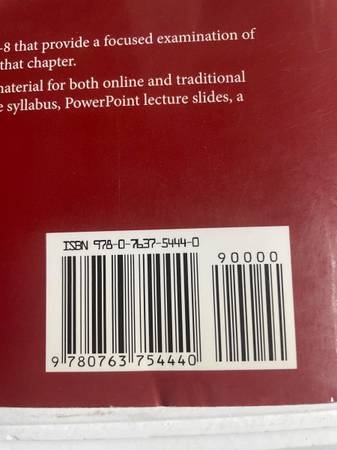 -8 that provide a focused examination of
that chapter.
naterial for both online and traditional
e syllabus, PowerPoint lecture slides, a
ISBN 978-0-7637-5444-0
90000
9 780763 754440